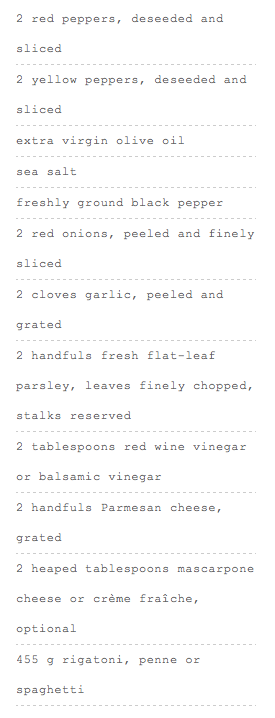 2 red peppers, deseeded and
sliced
2 yellow peppers, deseeded and
sliced
extra virgin olive oil
sea salt
freshly ground black pepper
2 red onions, peeled and finely
sliced
2 cloves garlic, peeled and
grated
2 handfuls fresh flat-leaf
parsley, leaves finely chopped,
stalks reserved
2 tablespoons red wine vinegar
or balsamic vinegar
2 handfuls Parmesan cheese,
grated
2 heaped tablespoons mascarpone
cheese or crème fraîche,
optional
455 g rigatoni, penne or
spaghetti